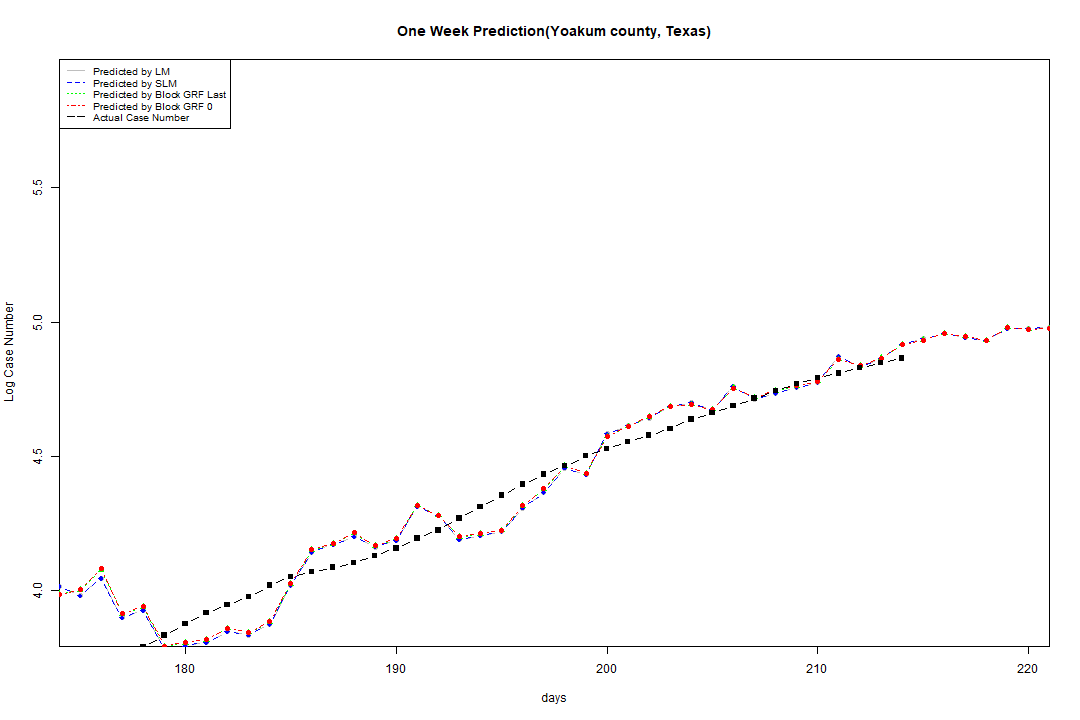 One Week Prediction(Yoakum county, Texas)
Predicted by LM
Predicted by SLM
Predicted by Block GRF Last
Predicted by Block GRF 0
Actual Case Number
5.5
5.0
4.5
4.0
Log Case Number
180 190 200 210 220
days